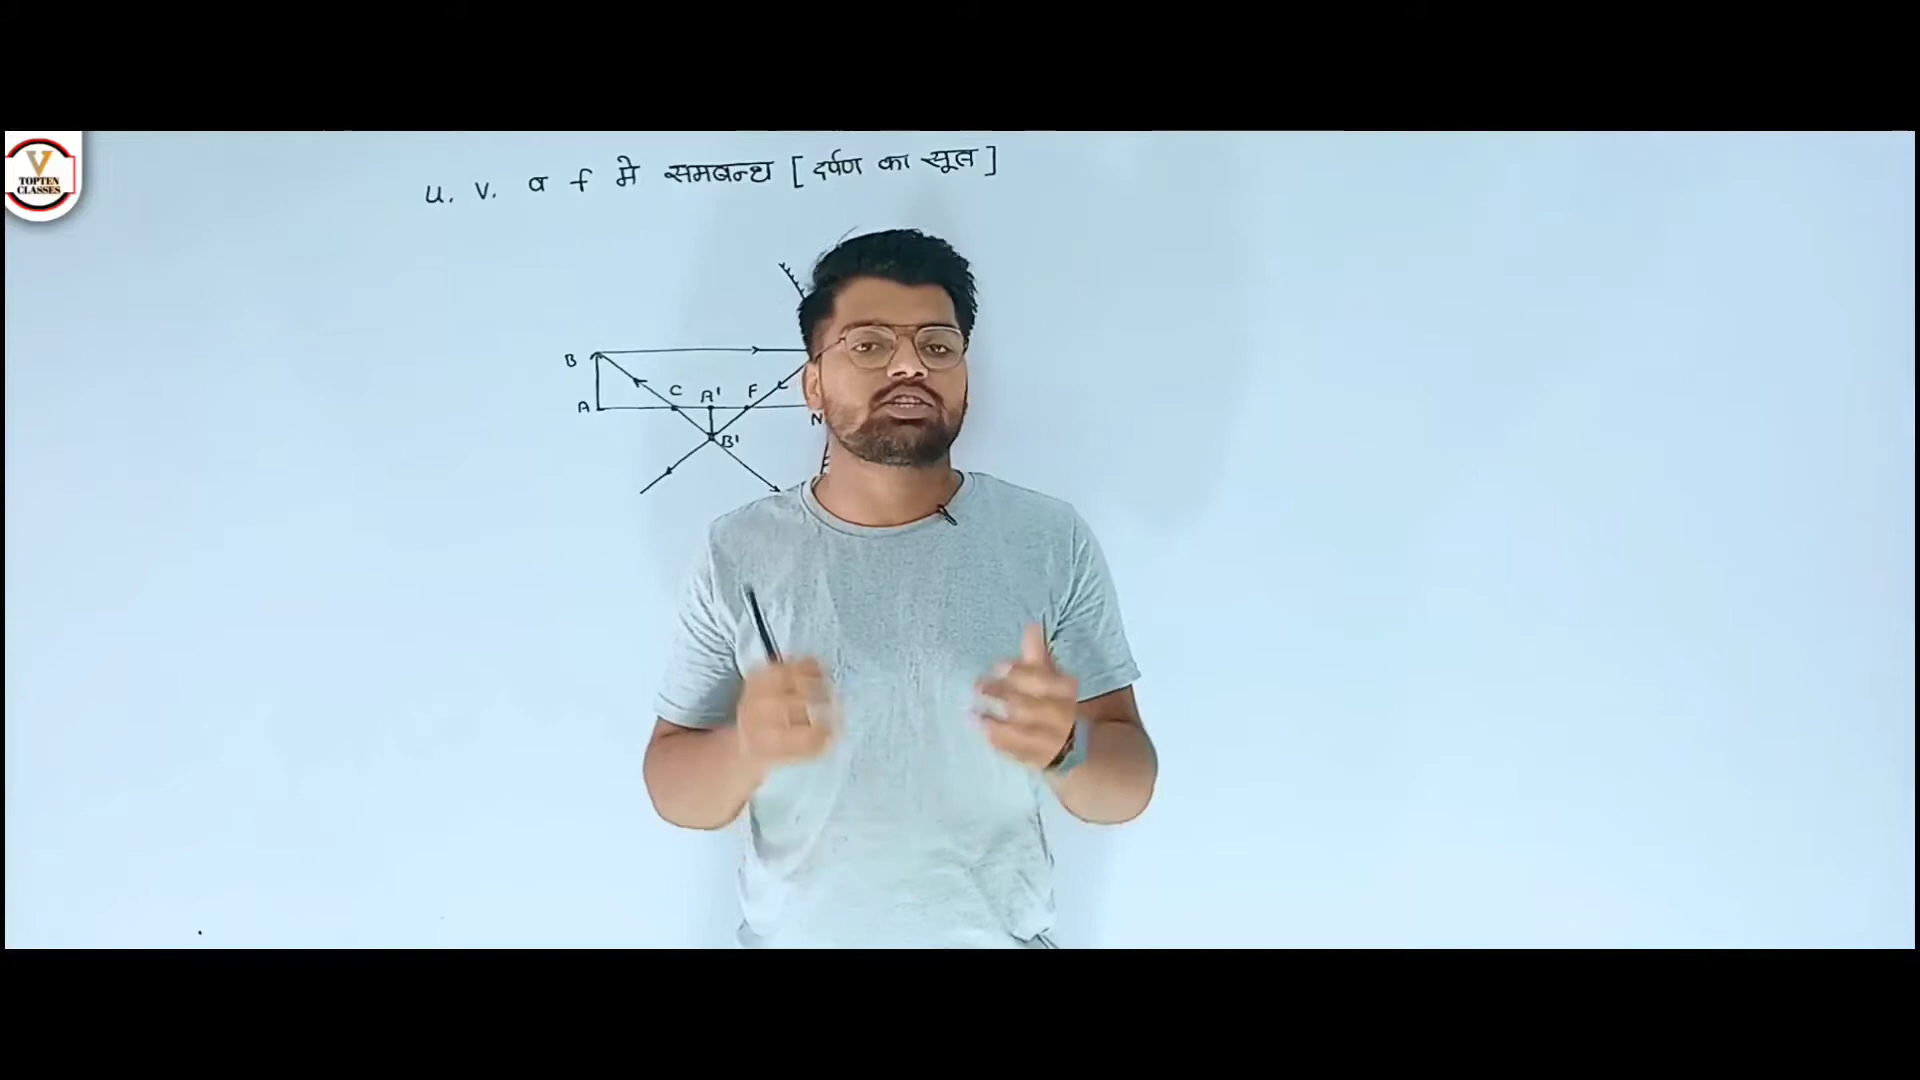 V
TOPTEN
CLASSES
u. v. व f मे समबन्ध [दर्पण का सूत्र]
B
A
C
A'
F
N
B'